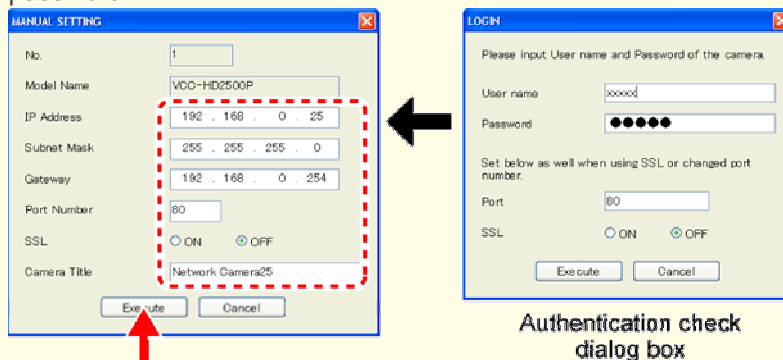 MANUAL SETTING
No. 1
Model Name VCC-HD2500P
IP Address 192 . 168 . 0 . 25
Subnet Mask 255 . 255 . 255 . 0
Gateway 192 . 168 . 0 . 254
Port Number 80
SSL ON OFF
Camera Title Network Camera25
Execute Cancel
LOGIN
Please input User name and Password of the camera.
User name xxxxx
Password ●●●●●
Set below as well when using SSL or changed port
number.
Port 80
SSL ON OFF
Execute Cancel
Authentication check
dialog box